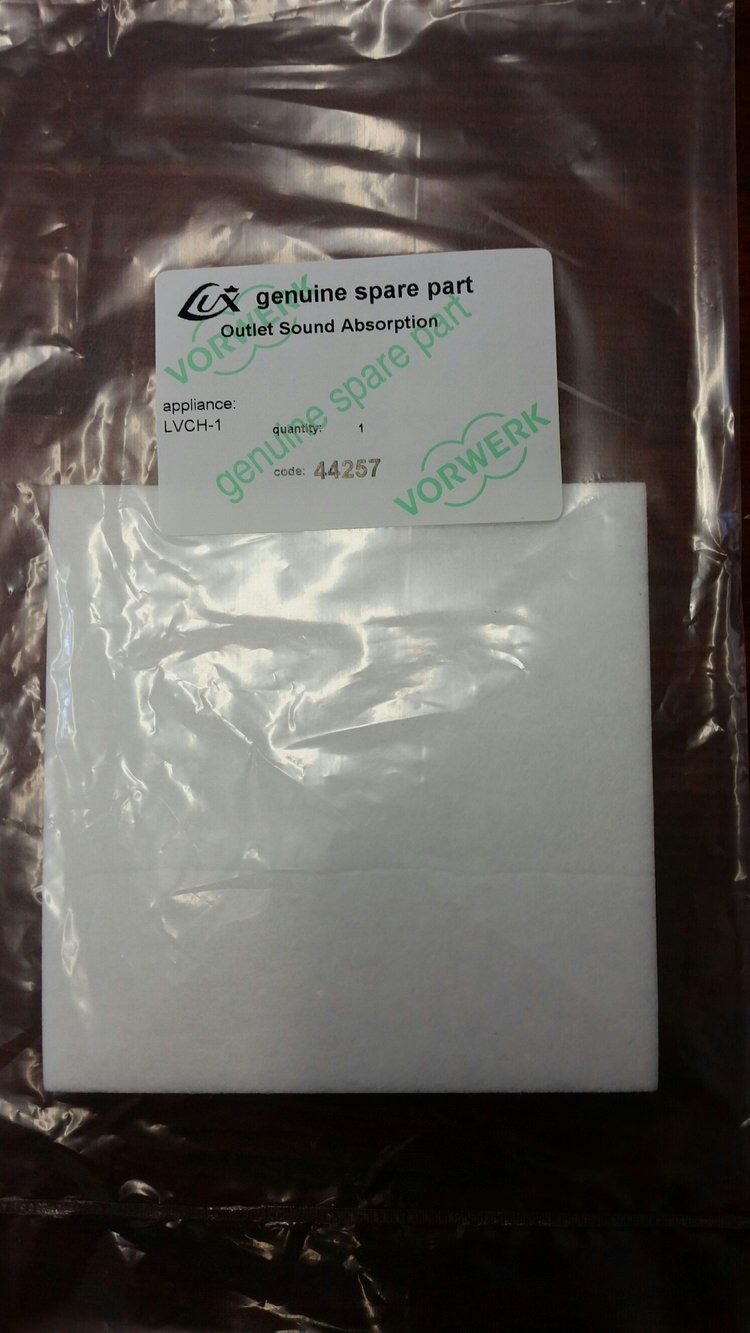 LUX genuine spare part
Outlet Sound Absorption
VORWERK
genuine spare part
appliance:
LVCH-1
quantity: 1
code: 44257
VORWERK